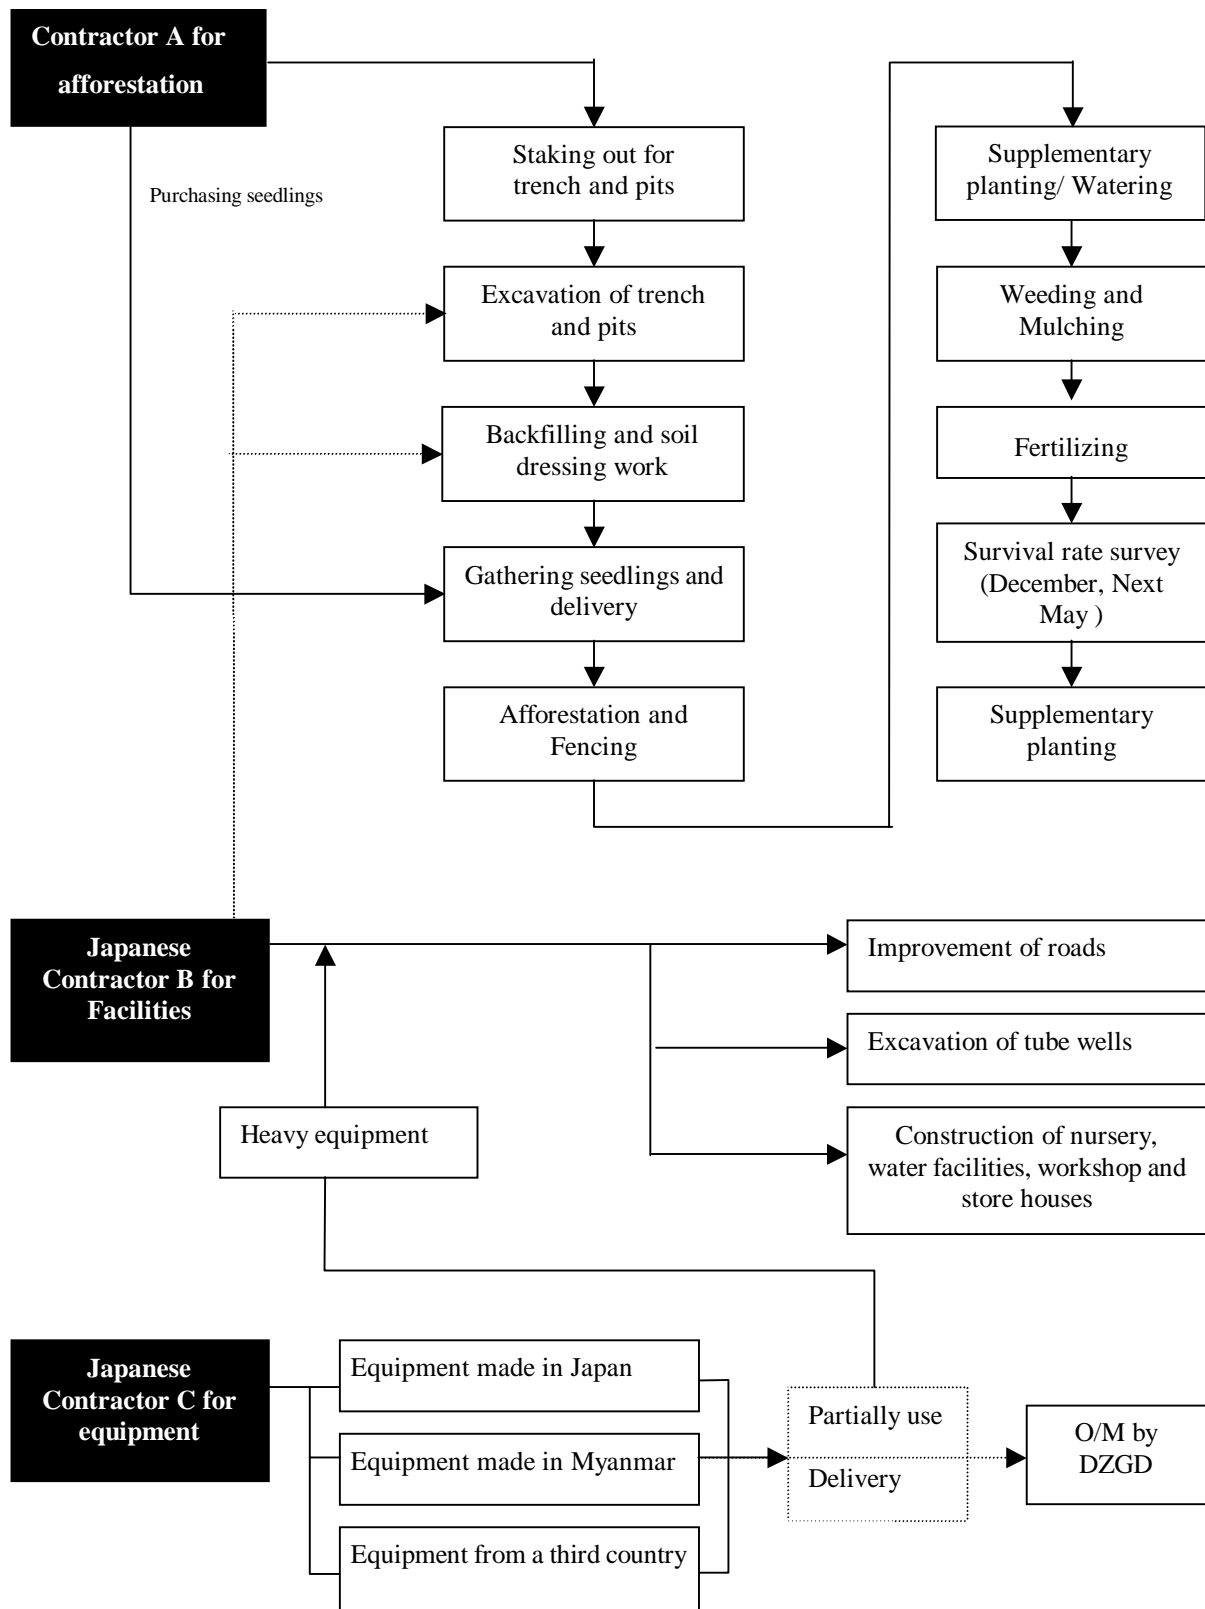 Contractor A for
afforestation
Purchasing seedlings
Staking out for
trench and pits
Excavation of trench
and pits
Backfilling and soil
dressing work
Gathering seedlings and
delivery
Afforestation and
Fencing
Supplementary
planting/ Watering
Weeding and
Mulching
Fertilizing
Survival rate survey
(December, Next
May )
Supplementary
planting
Japanese
Contractor B for
Facilities
Improvement of roads
Excavation of tube wells
Construction of nursery,
water facilities, workshop and
store houses
Heavy equipment
Japanese
Contractor C for
equipment
Equipment made in Japan
Equipment made in Myanmar
Equipment from a third country
Partially use
Delivery
O/M by
DZGD